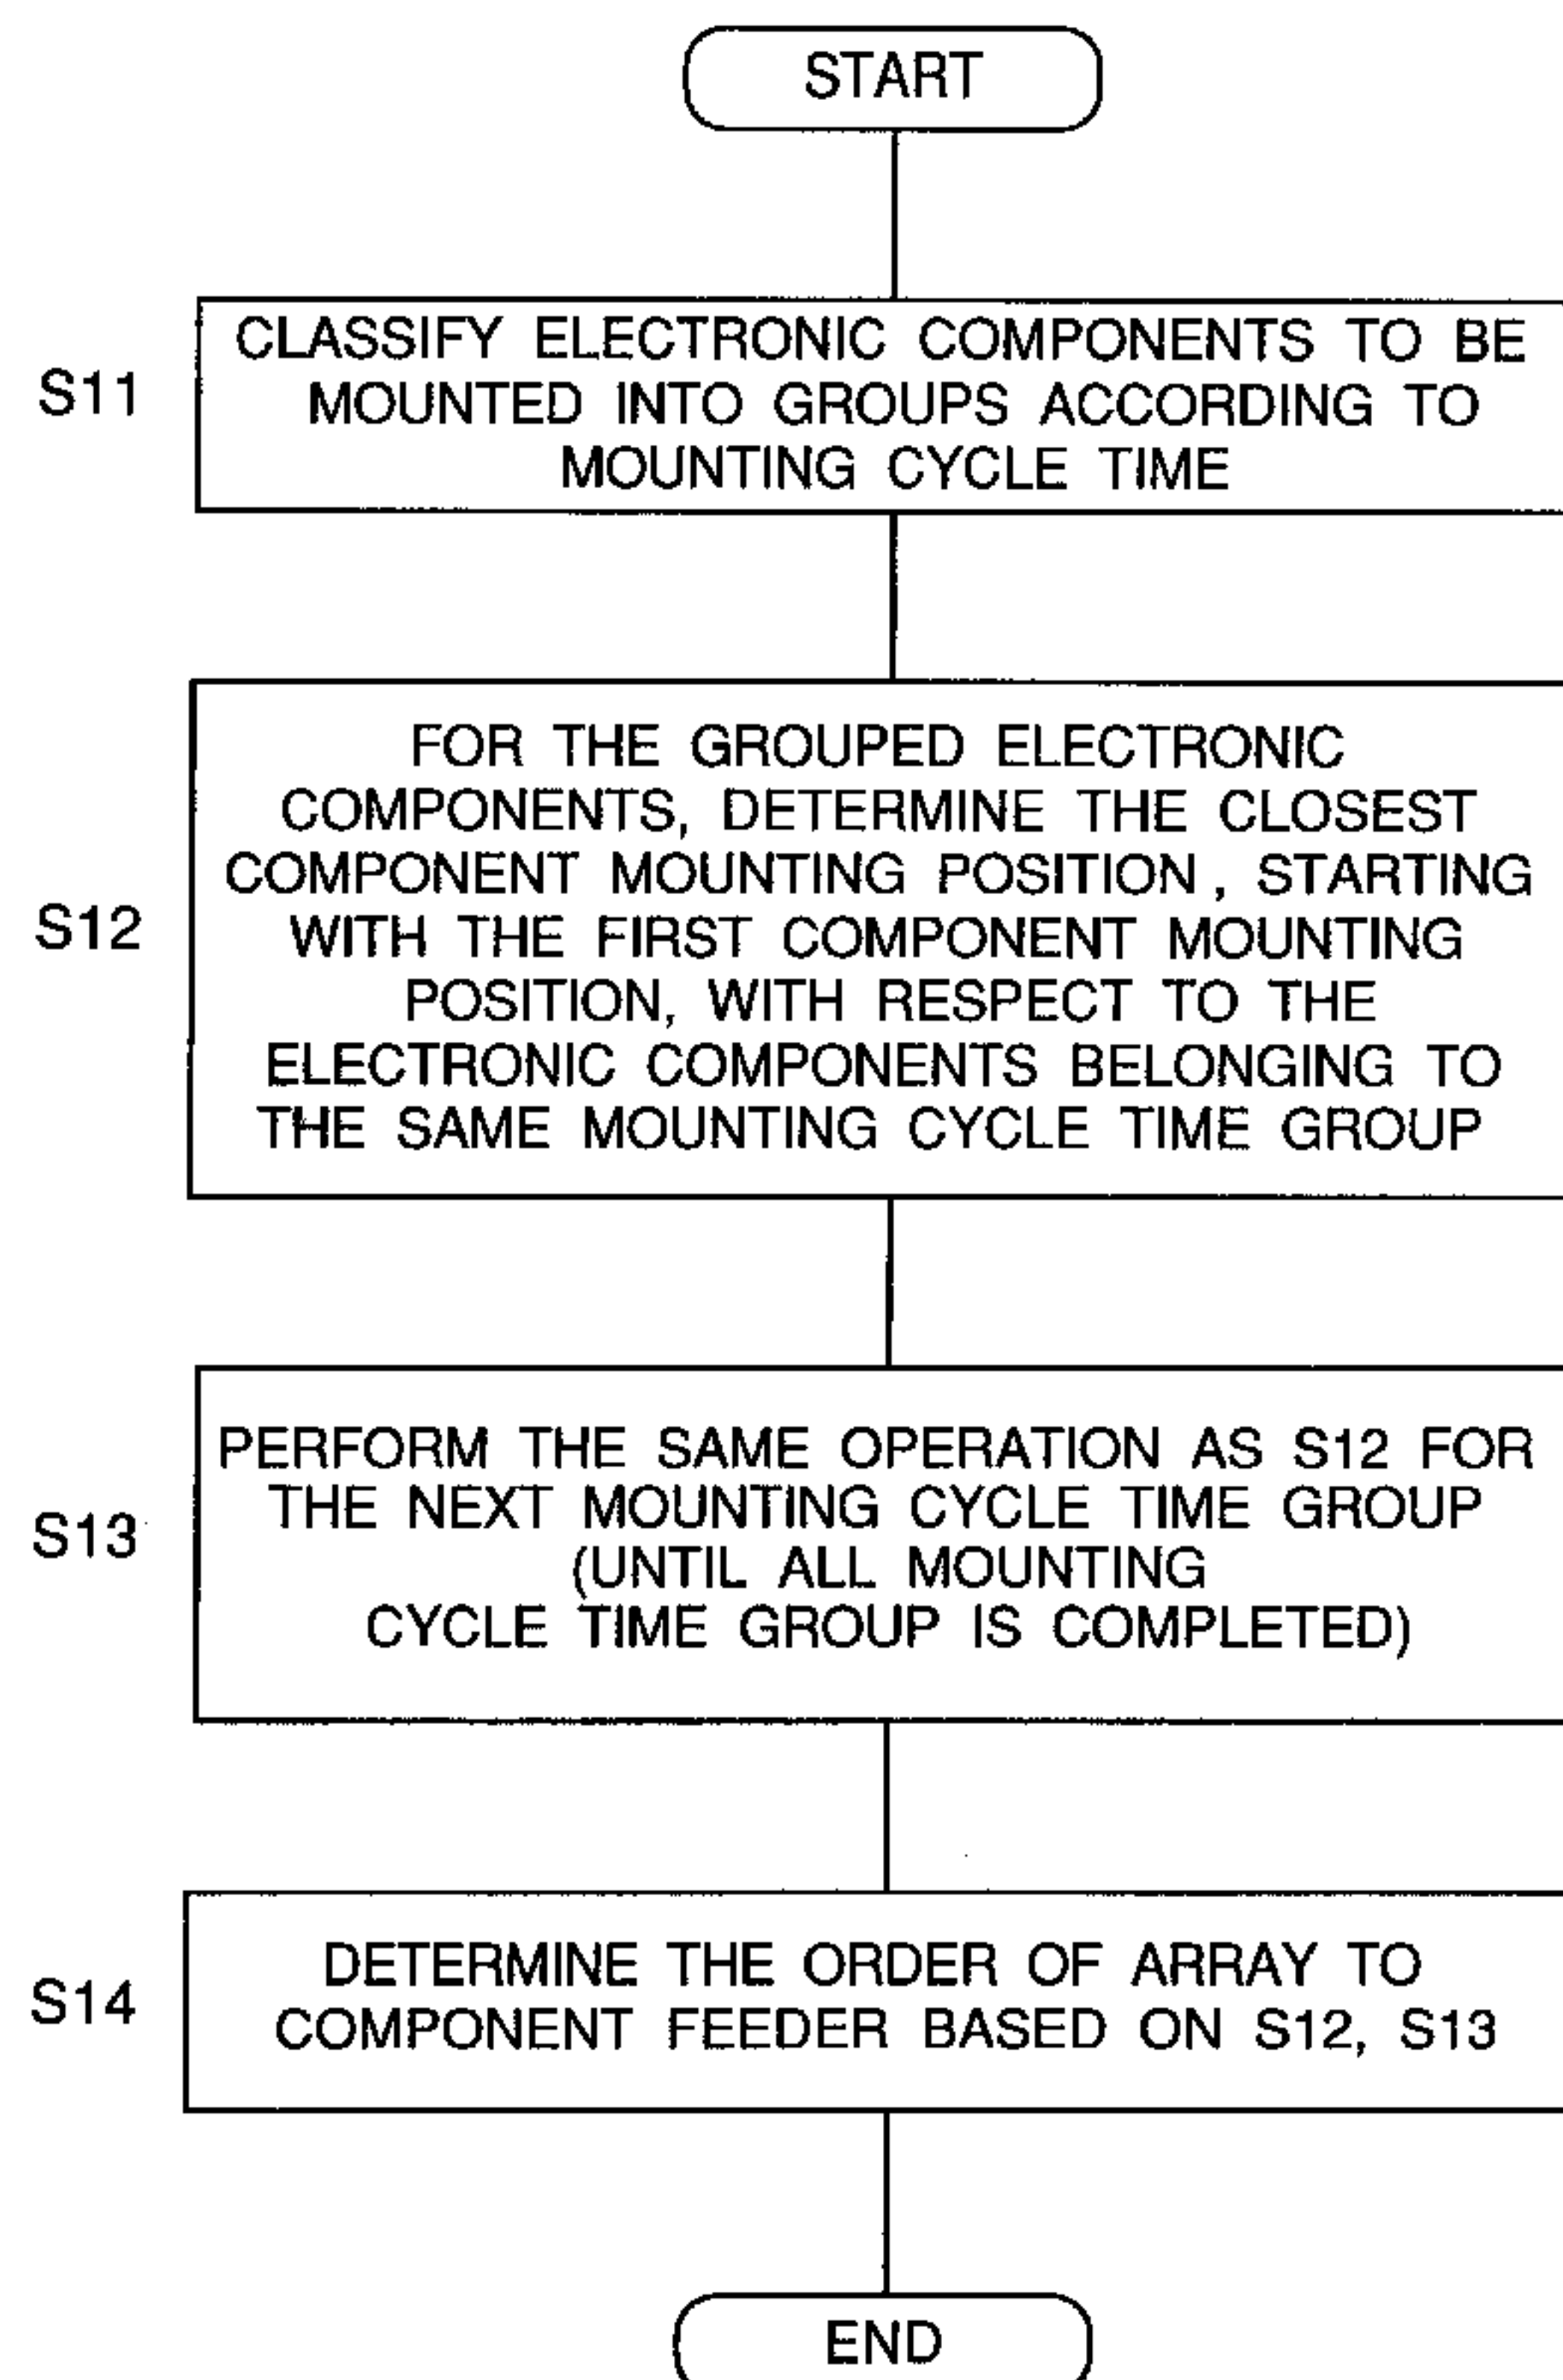 START
S11
CLASSIFY ELECTRONIC COMPONENTS TO BE
MOUNTED INTO GROUPS ACCORDING TO
MOUNTING CYCLE TIME
S12
FOR THE GROUPED ELECTRONIC
COMPONENTS, DETERMINE THE CLOSEST
COMPONENT MOUNTING POSITION, STARTING
WITH THE FIRST COMPONENT MOUNTING
POSITION, WITH RESPECT TO THE
ELECTRONIC COMPONENTS BELONGING TO
THE SAME MOUNTING CYCLE TIME GROUP
S13
PERFORM THE SAME OPERATION AS S12 FOR
THE NEXT MOUNTING CYCLE TIME GROUP
(UNTIL ALL MOUNTING
CYCLE TIME GROUP IS COMPLETED)
S14
DETERMINE THE ORDER OF ARRAY TO
COMPONENT FEEDER BASED ON S12, S13
END